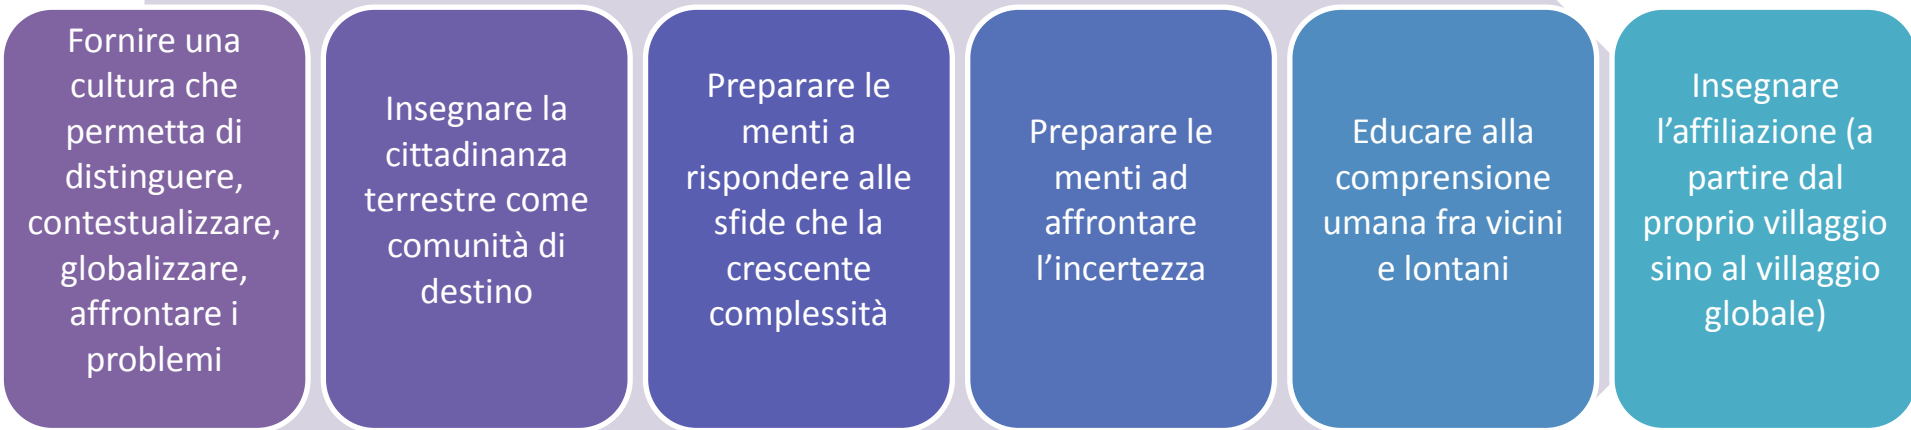 Fornire una
cultura che
permetta di
distinguere,
contestualizzare,
globalizzare,
affrontare i
problemi
Insegnare la
cittadinanza
terrestre come
comunità di
destino
Preparare le
menti a
rispondere alle
sfide che la
crescente
complessità
Preparare le
menti ad
affrontare
l’incertezza
Educare alla
comprensione
umana fra vicini
e lontani
Insegnare
l’affiliazione (a
partire dal
proprio villaggio
sino al villaggio
globale)